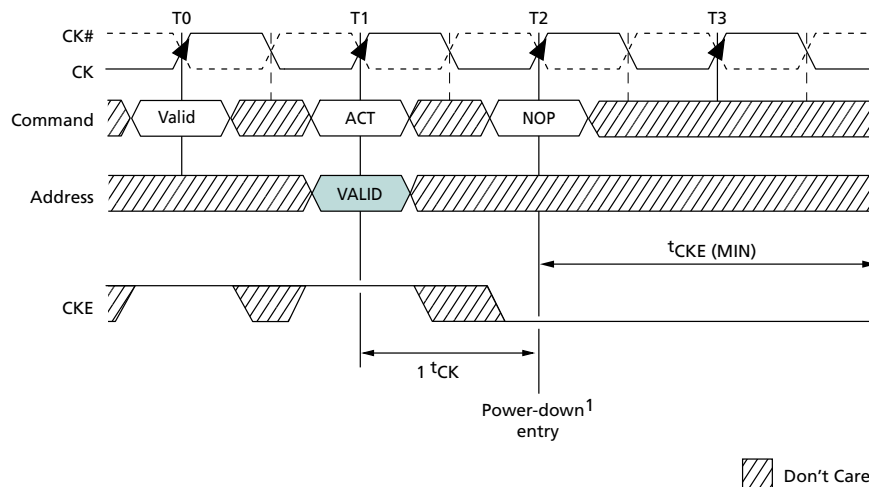 T0 T1 T2 T3
CK#
CK
Command Valid ACT NOP
Address VALID
tCKE (MIN)
CKE
1 tCK
Power-down1
entry
Don't Care